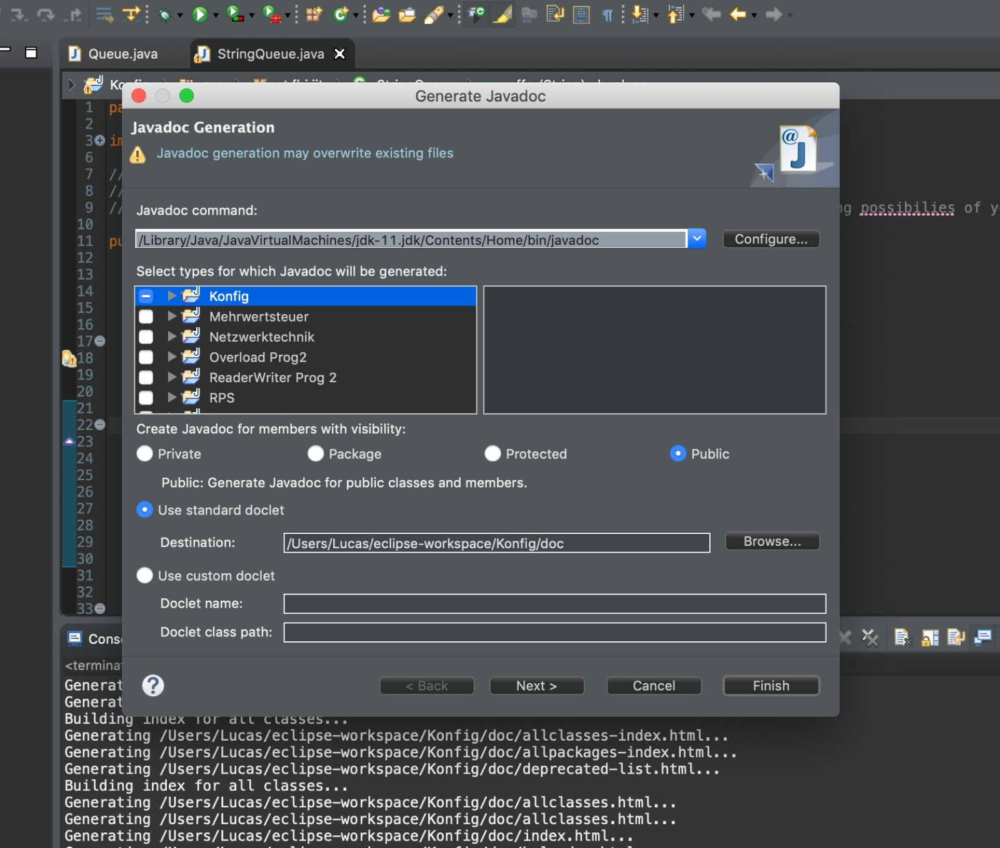 Queue.java
StringQueue.java
Generate Javadoc
1
2
3
6
7 //
8 //
9 //
possibilies of
10
11
12
13
14
15
16
17
18
19
20
21
22
23
24
25
26
27
28
29
30
31
32
33
Javadoc Generation
Javadoc generation may overwrite existing files
@J
Javadoc command:
/Library/Java/JavaVirtualMachines/jdk-11.jdk/Contents/Home/bin/javadoc
Configure...
Select types for which Javadoc will be generated:
Konfig
Mehrwertsteuer
Netzwerktechnik
Overload Prog2
ReaderWriter Prog 2
RPS
Create Javadoc for members with visibility:
Private Package Protected Public
Public: Generate Javadoc for public classes and members.
Use standard doclet
Destination: /Users/Lucas/eclipse-workspace/Konfig/doc Browse...
Use custom doclet
Doclet name:
Doclet class path:
? < Back Next > Cancel Finish
Building index for all classes...
Generating /Users/Lucas/eclipse-workspace/Konfig/doc/allclasses-index.html...
Generating /Users/Lucas/eclipse-workspace/Konfig/doc/allpackages-index.html...
Generating /Users/Lucas/eclipse-workspace/Konfig/doc/deprecated-list.html...
Building index for all classes...
Generating /Users/Lucas/eclipse-workspace/Konfig/doc/allclasses.html...
Generating /Users/Lucas/eclipse-workspace/Konfig/doc/allclasses.html...
Generating /Users/Lucas/eclipse-workspace/Konfig/doc/index.html...